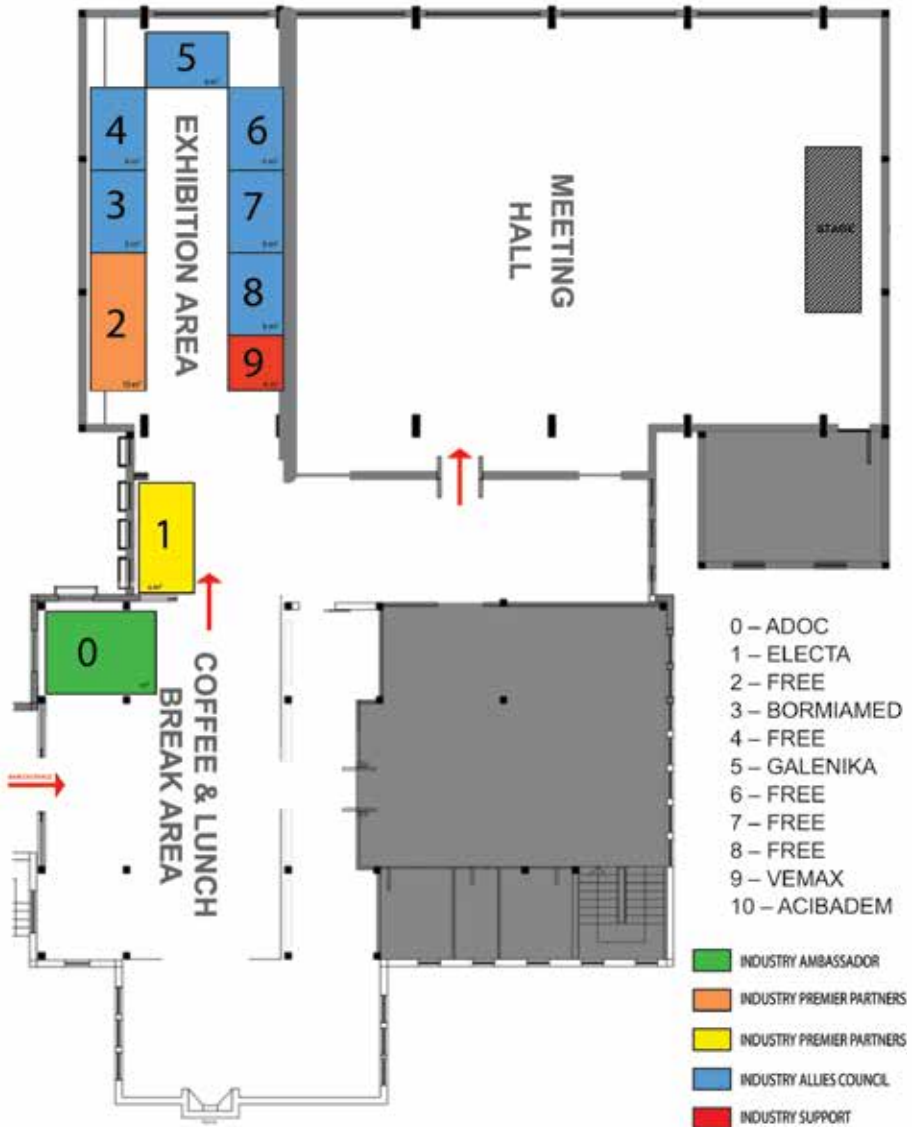 5
4
6
3
7
2
8
9
EXHIBITION AREA
MEETING
HALL
STAGE
1
0
COFFEE & LUNCH
BREAK AREA
0 – ADOC
1 – ELECTA
2 – FREE
3 – BORMIAMED
4 – FREE
5 – GALENIKA
6 – FREE
7 – FREE
8 – FREE
9 – VEMAX
10 – ACIBADEM
INDUSTRY AMBASSADOR
INDUSTRY PREMIER PARTNERS
INDUSTRY PREMIER PARTNERS
INDUSTRY ALLIES COUNCIL
INDUSTRY SUPPORT